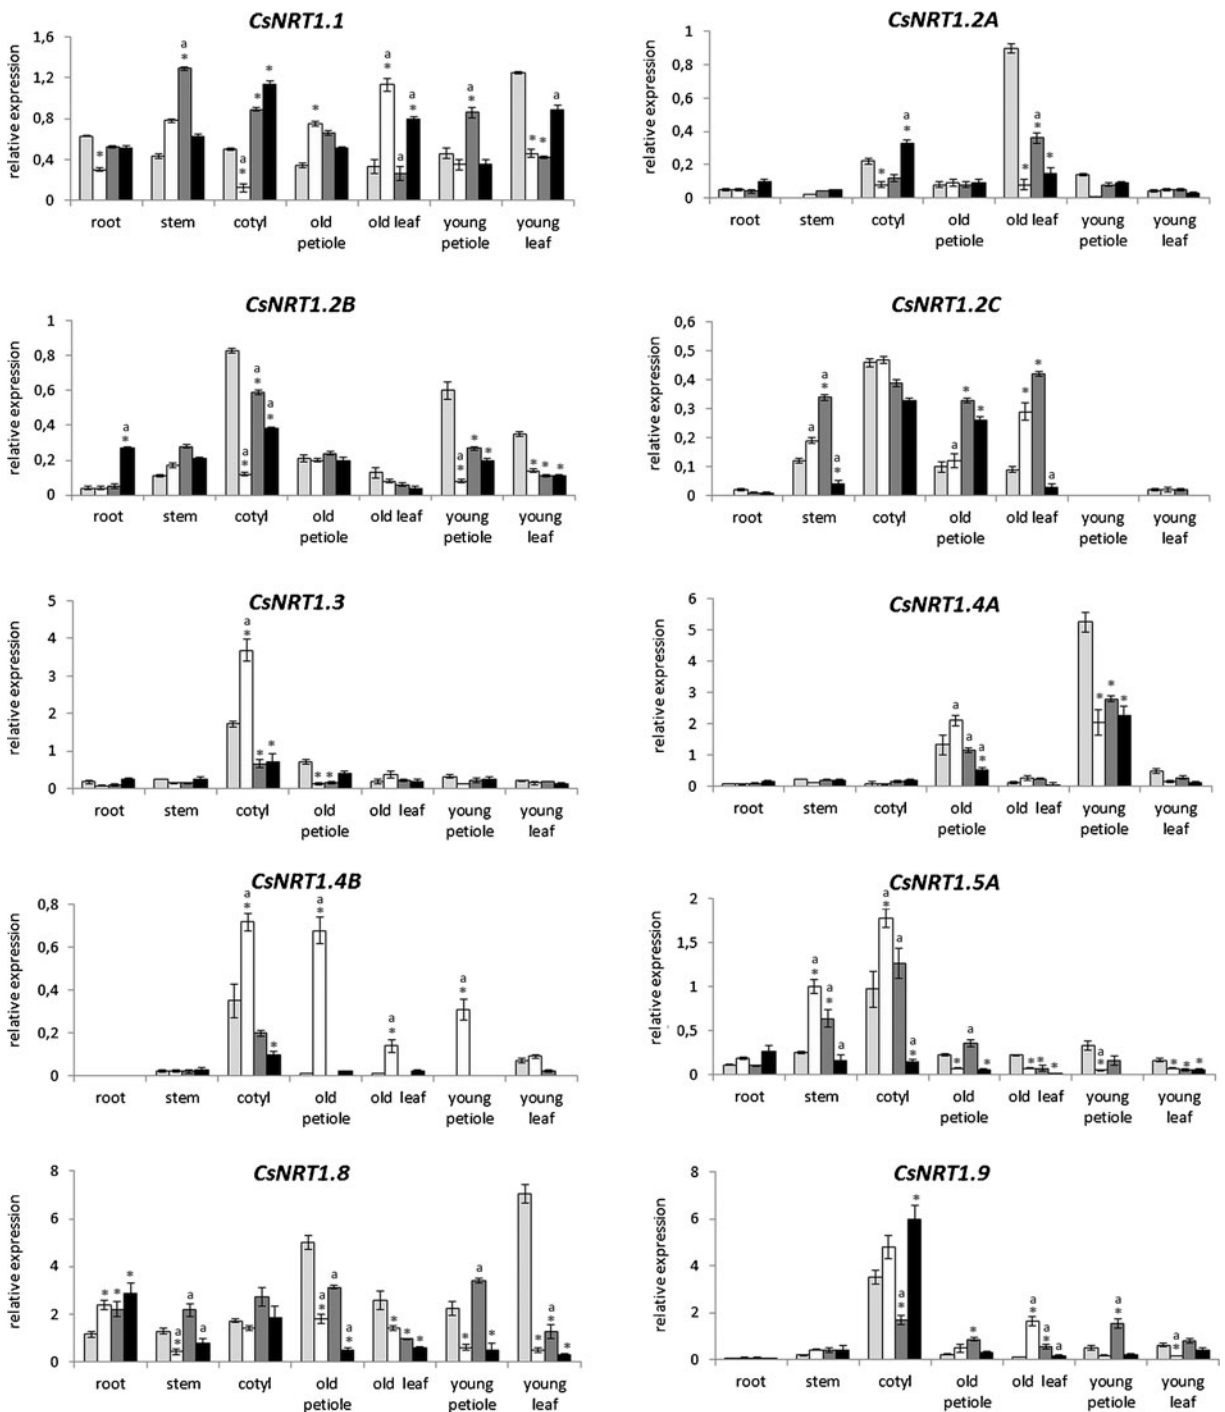 CsNRT1.1
relative expression
1,6
1,2
0,8
0,4
0
a
*
a
*
*
a
*
*
*
*
a
*
a
*
a
a
*
*
*
a
root stem cotyl old petiole old leaf young petiole young leaf
CsNRT1.2A
relative expression
1
0,8
0,6
0,4
0,2
0
*
a
*
*
a
*
*
root stem cotyl old petiole old leaf young petiole young leaf
CsNRT1.2B
relative expression
1
0,8
0,6
0,4
0,2
0
a
*
a
*
a
*
a
*
a
*
*
*
*
*
*
root stem cotyl old petiole old leaf young petiole young leaf
CsNRT1.2C
relative expression
0,6
0,5
0,4
0,3
0,2
0,1
0
a
a
*
a
*
a
*
*
*
*
a
root stem cotyl old petiole old leaf young petiole young leaf
CsNRT1.3
relative expression
5
4
3
2
1
0
a
*
*
*
*
*
root stem cotyl old petiole old leaf young petiole young leaf
CsNRT1.4A
relative expression
6
5
4
3
2
1
0
a
a
a
*
*
*
*
root stem cotyl old petiole old leaf young petiole young leaf
CsNRT1.4B
relative expression
0,8
0,6
0,4
0,2
0
a
*
*
a
*
a
*
a
*
root stem cotyl old petiole old leaf young petiole young leaf
CsNRT1.5A
relative expression
2
1,5
1
0,5
0
a
*
a
*
a
a
*
a
a
*
*
a
*
*
*
*
a
*
*
*
*
root stem cotyl old petiole old leaf young petiole young leaf
CsNRT1.8
relative expression
8
6
4
2
0
*
*
*
a
*
a
a
a
*
a
a
*
*
*
*
*
a
*
*
a
*
*
root stem cotyl old petiole old leaf young petiole young leaf
CsNRT1.9
relative expression
8
6
4
2
0
a
*
*
*
a
*
a
*
a
a
*
a
*
root stem cotyl old petiole old leaf young petiole young leaf